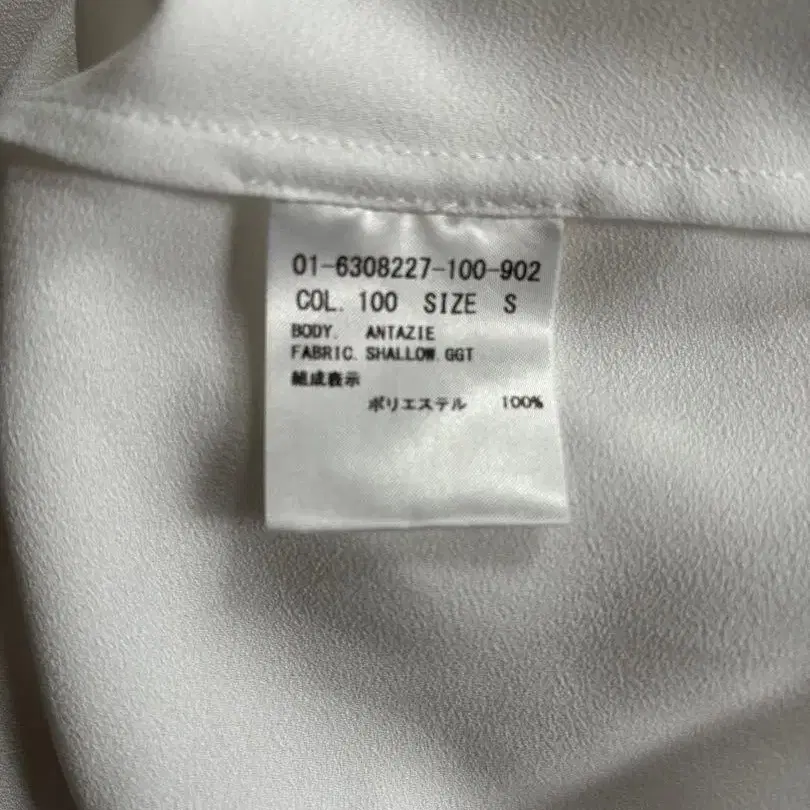 01-6308227-100-902
COL. 100 SIZE S
BODY. ANTAZIE
FABRIC. SHALLOW.GGT
組成表示
ポリエステル 100%